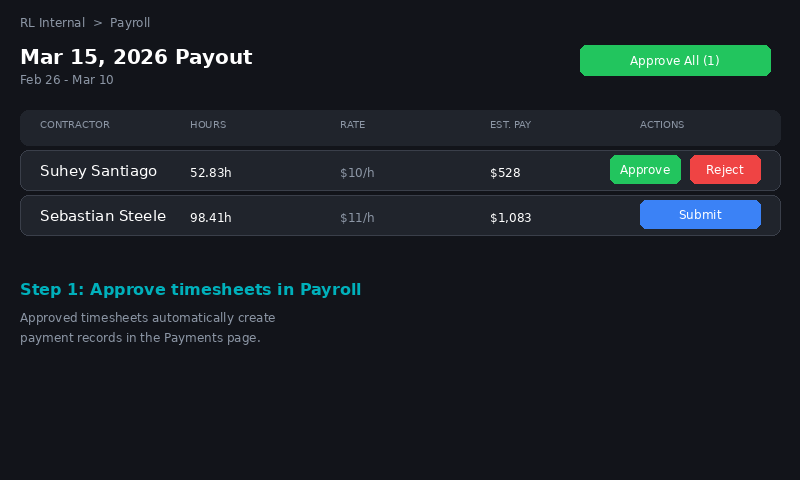 RL Internal > Payroll
Mar 15, 2026 Payout
Approve All (1)
Feb 26 - Mar 10
CONTRACTOR HOURS RATE EST. PAY ACTIONS
Suhey Santiago 52.83h $10/h $528 Approve Reject
Sebastian Steele 98.41h $11/h $1,083 Submit
Step 1: Approve timesheets in Payroll
Approved timesheets automatically create
payment records in the Payments page.